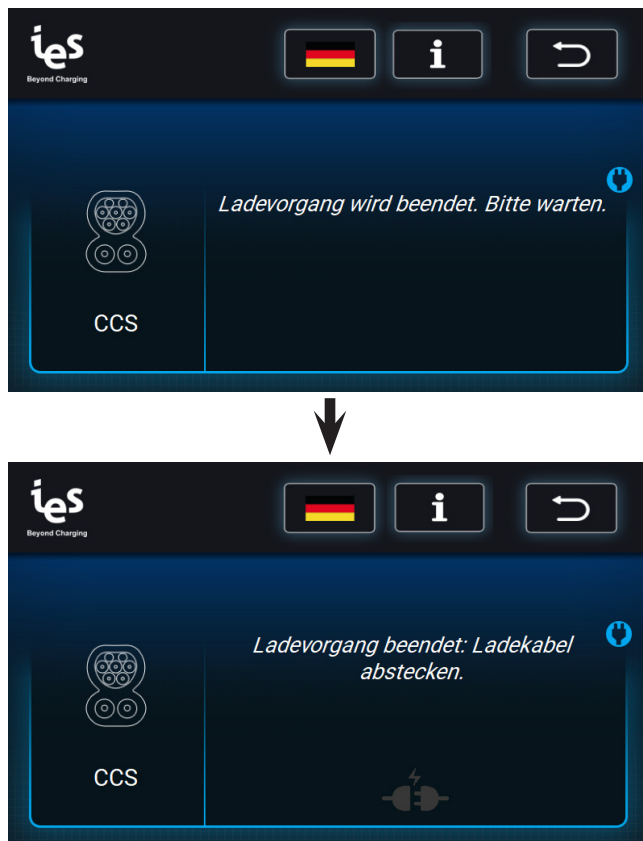 ies
Beyond Charging
i
Ladevorgang wird beendet. Bitte warten.
CCS
ies
Beyond Charging
i
Ladevorgang beendet: Ladekabel
abstecken.
CCS